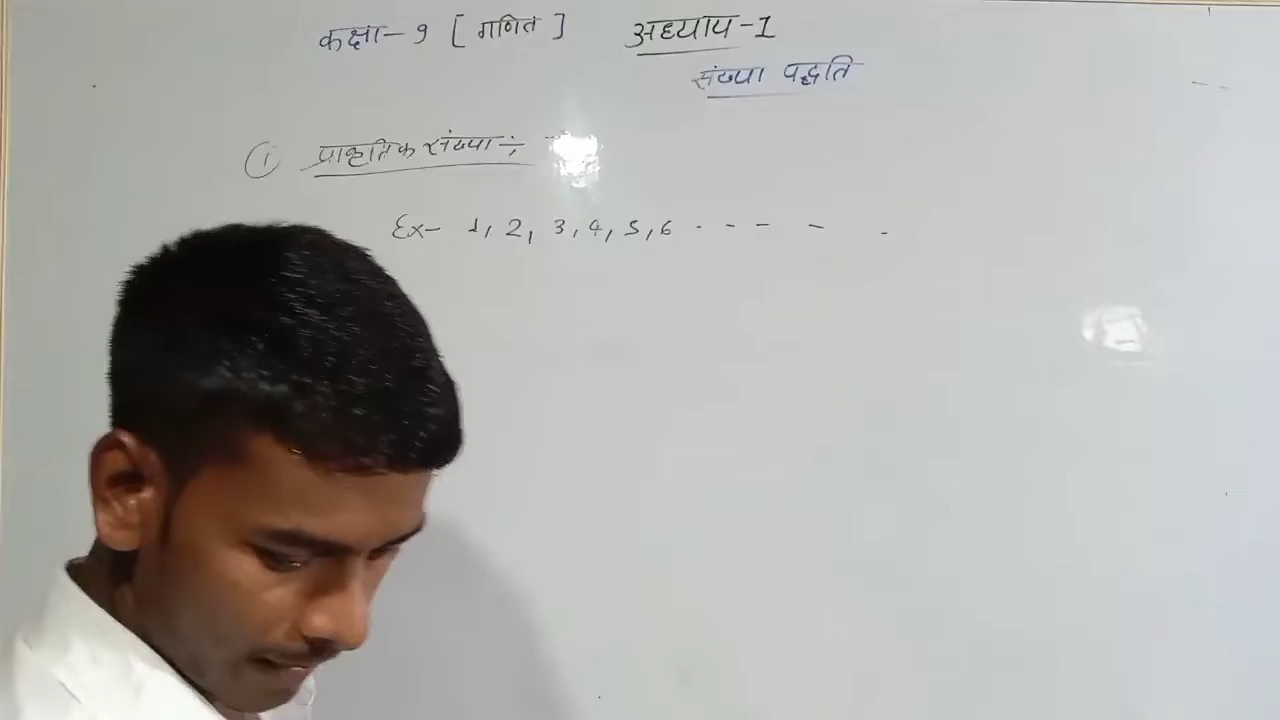 कक्षा-9 [गणित] अध्याय-1
संख्या पद्धति
① प्राकृतिक संख्या÷
Ex- 1, 2, 3, 4, 5, 6 - - - - -